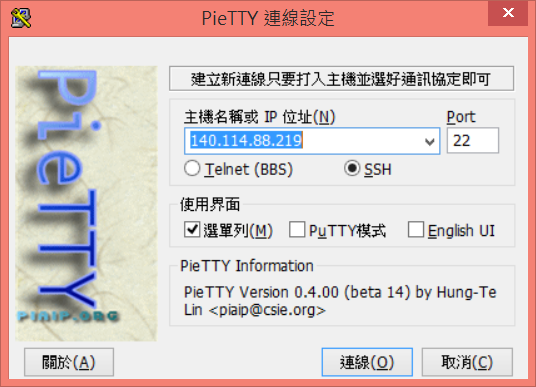 PieTTY 連線設定
PieTTY
PIAIP.ORG
建立新連線只要打入主機並選好通訊協定即可
主機名稱或 IP 位址(N) Port
140.114.88.219 22
Telnet (BBS) SSH
使用界面
選單列(M) PuTTY模式 English UI
PieTTY Information
PieTTY Version 0.4.00 (beta 14) by Hung-Te
Lin <piaip@csie.org>
關於(A) 連線(O) 取消(C)